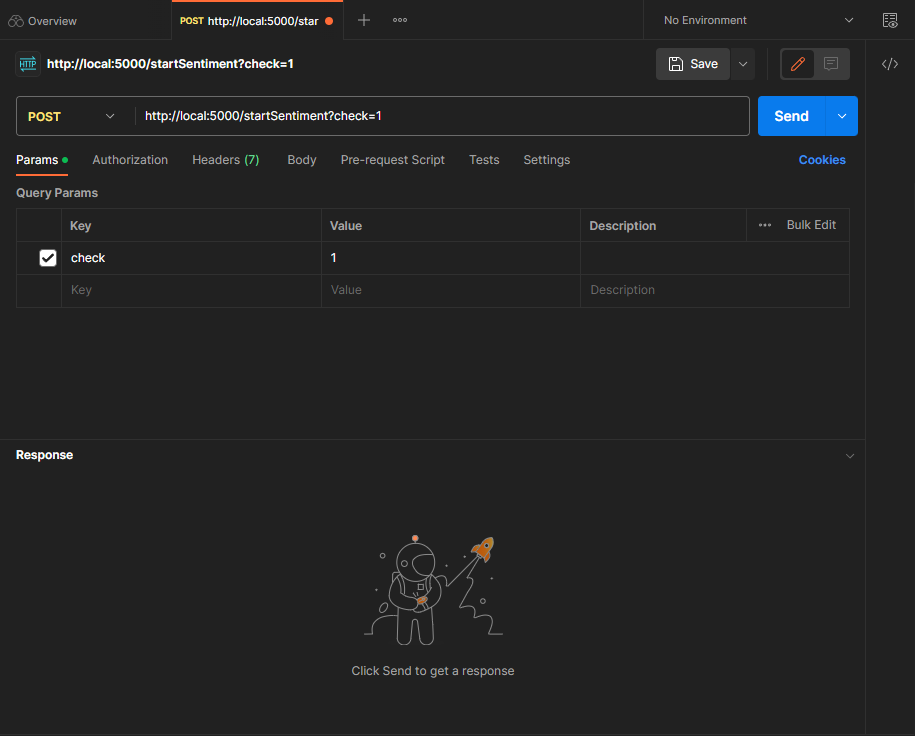 Overview
POST http://local:5000/star
No Environment
HTTP
http://local:5000/startSentiment?check=1
Save
POST
http://local:5000/startSentiment?check=1
Send
Params
Authorization
Headers (7)
Body
Pre-request Script
Tests
Settings
Cookies
Query Params
Key
Value
Description
Bulk Edit
check
1
Key
Value
Description
Response
Click Send to get a response